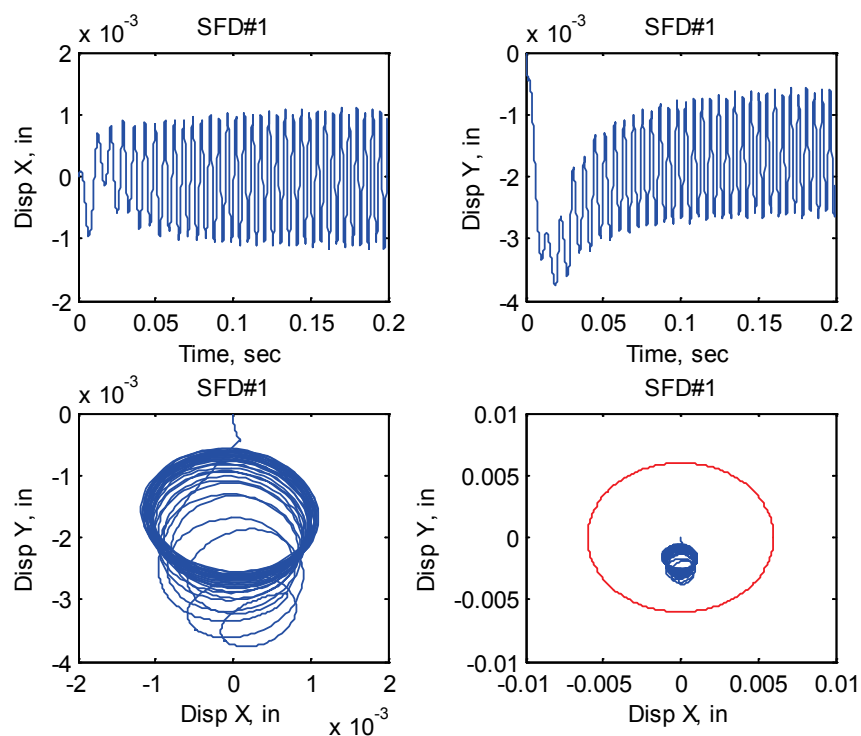 x 10⁻³
SFD#1
2
1
0
-1
-2
Disp X, in
0
0.05
0.1
0.15
0.2
Time, sec
x 10⁻³
SFD#1
0
-1
-2
-3
-4
Disp Y, in
0
0.05
0.1
0.15
0.2
Time, sec
x 10⁻³
SFD#1
0
-1
-2
-3
-4
Disp Y, in
-2
-1
0
1
2
Disp X, in
x 10⁻³
SFD#1
0.01
0.005
0
-0.005
-0.01
Disp Y, in
-0.01
-0.005
0
0.005
0.01
Disp X, in